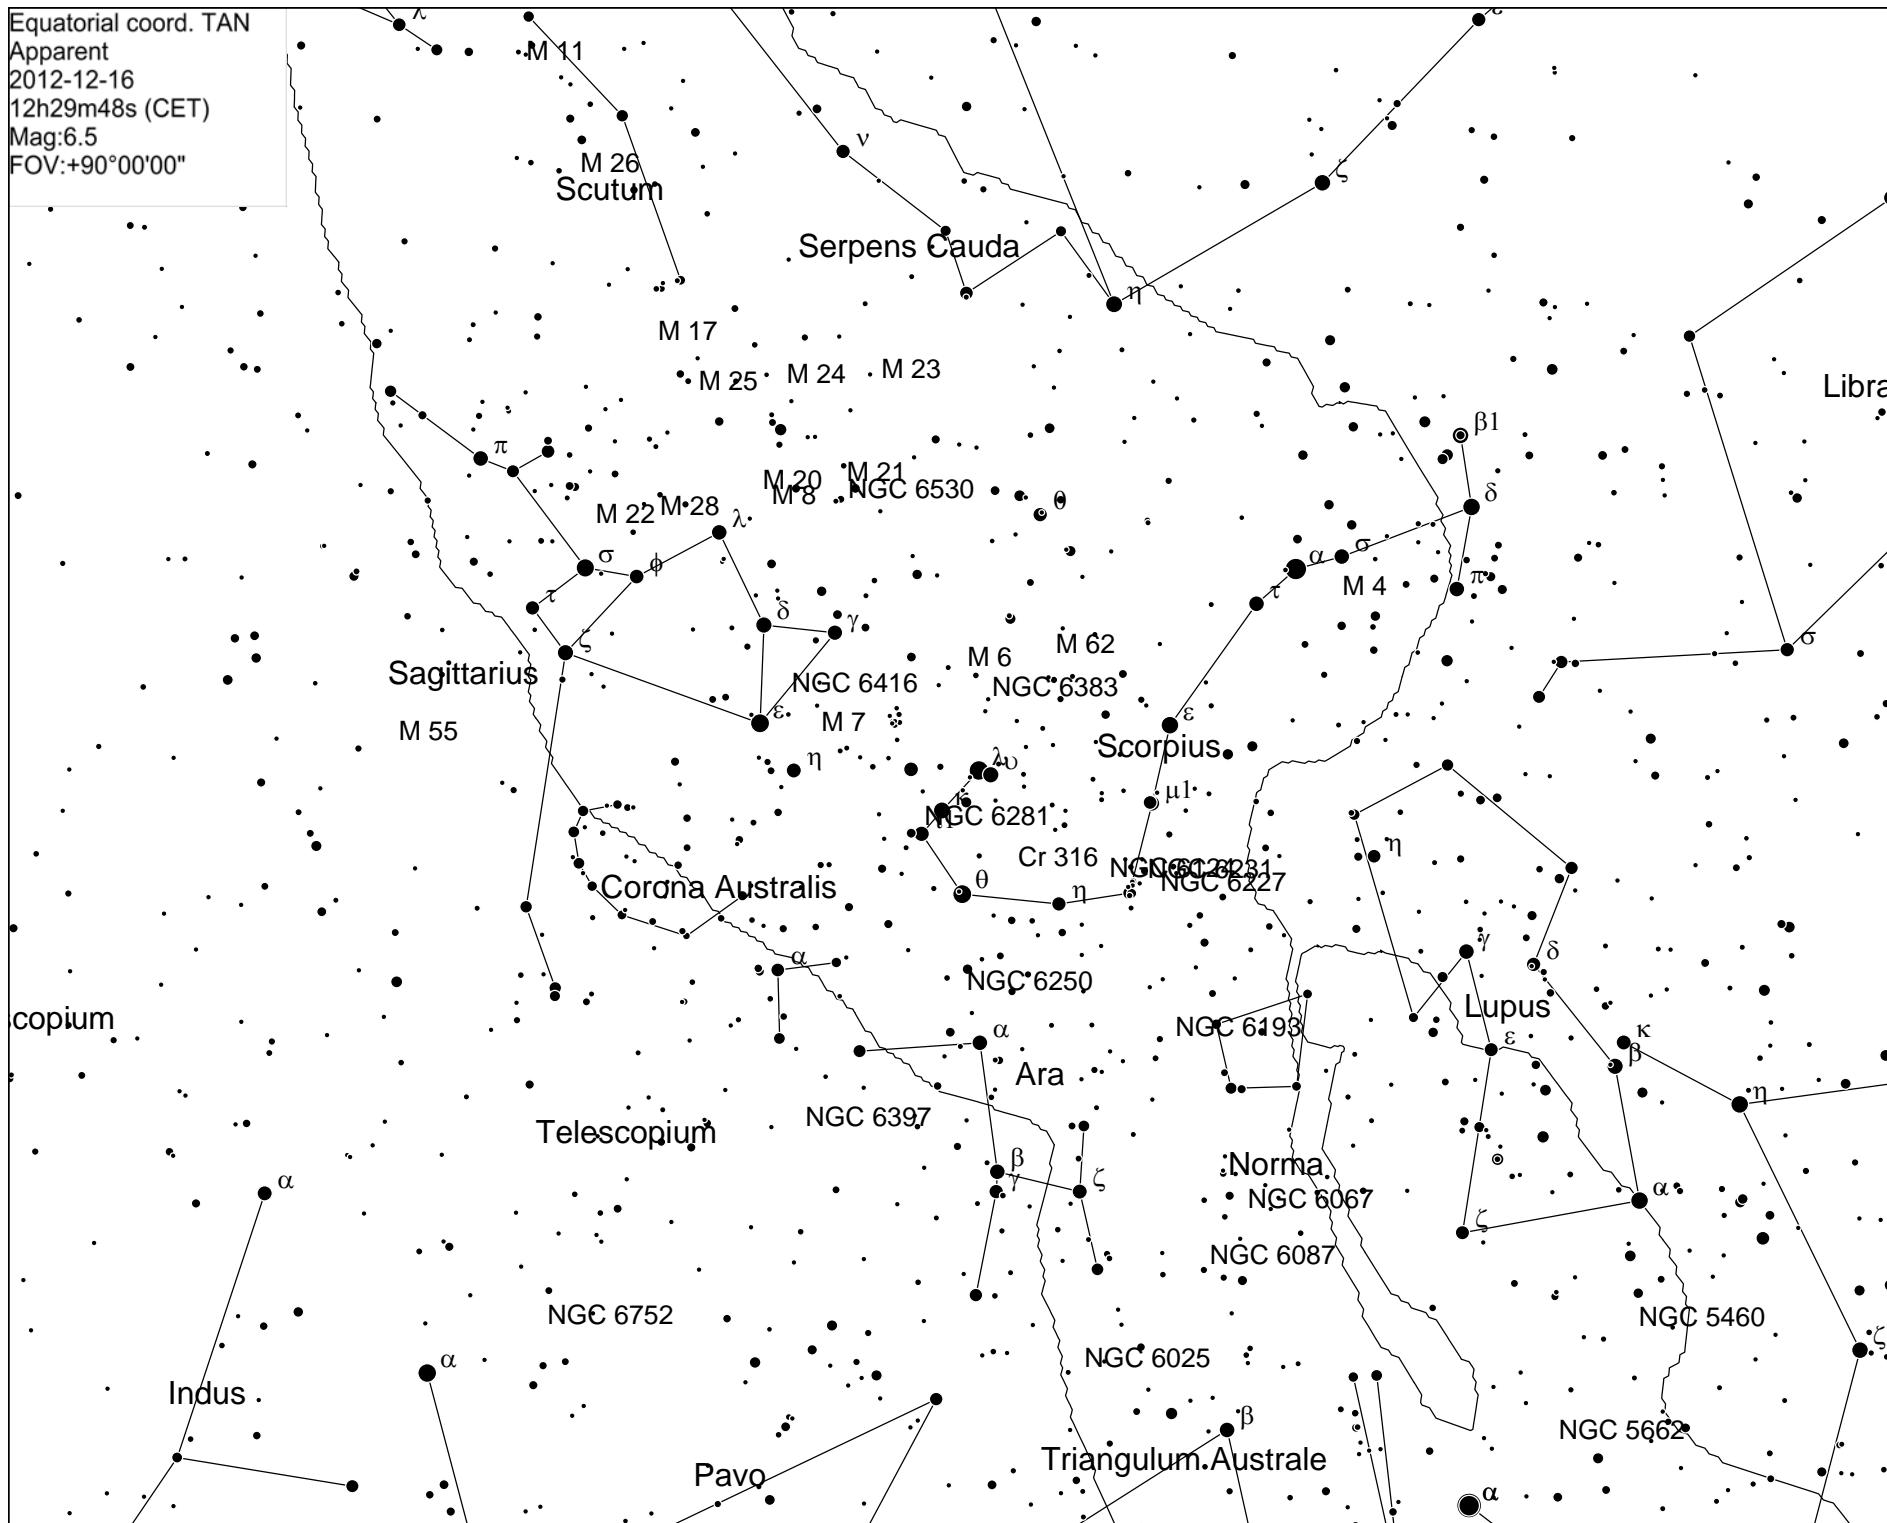 Equatorial coord. TAN
Apparent
2012-12-16
12h29m48s (CET)
Mag:6.5
FOV:+90°00'00"
λ
M 11
ε
ν
M 26
Scutum
ζ
Serpens Cauda
η
M 17
M 25
M 24
M 23
Libra
β1
π
M 20
M 21
M 8
NGC 6530
θ
δ
M 22
M 28
λ
σ
φ
α
σ
M 4
π
τ
τ
δ
γ
ζ
σ
M 6
M 62
Sagittarius
NGC 6416
NGC 6383
M 55
ε
M 7
ε
Scorpius
η
λ
υ
μ1
κ
NGC 6281
η
Cr 316
NGC 6124
NGC 6231
NGC 6227
Corona Australis
θ
η
α
γ
δ
NGC 6250
Lupus
scopium
NGC 6193
α
ε
κ
β
Ara
η
NGC 6397
Telescopium
β
Norma
γ
ζ
α
α
NGC 6067
ζ
NGC 6087
NGC 6752
NGC 5460
ζ
NGC 6025
α
Indus
β
NGC 5662
Triangulum Australe
Pavo
α